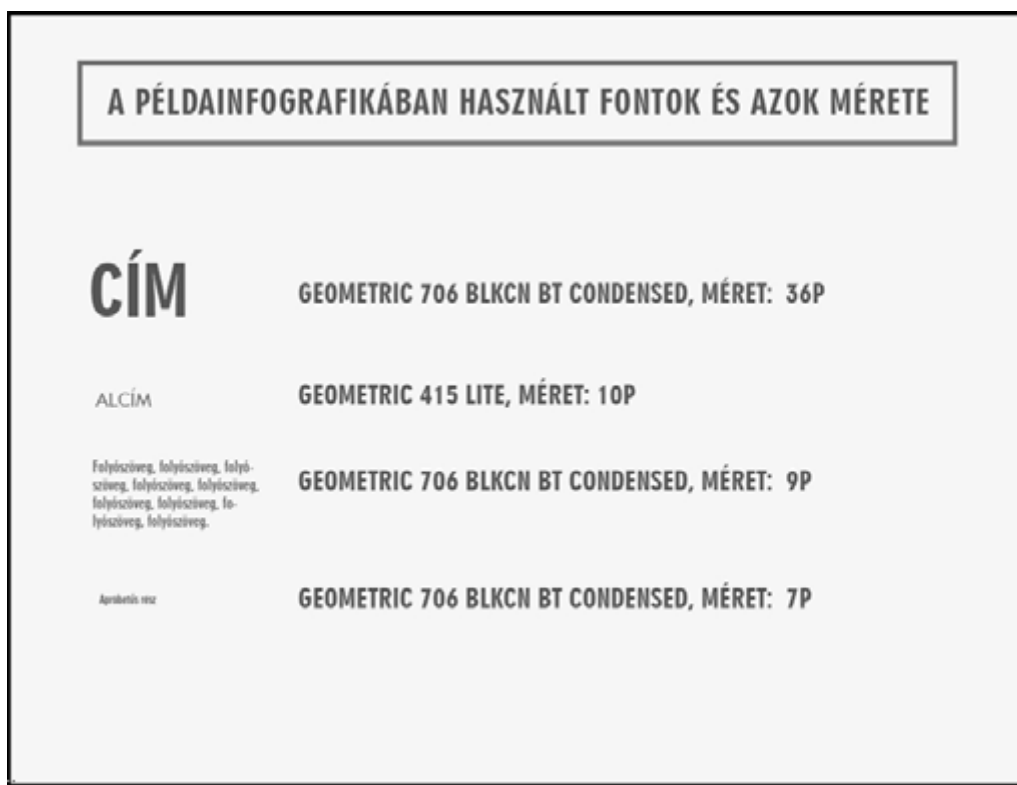 A PÉLDAINFOGRAFIKÁBAN HASZNÁLT FONTOK ÉS AZOK MÉRETE
CÍM
GEOMETRIC 706 BLKCN BT CONDENSED, MÉRET: 36P
ALCÍM
GEOMETRIC 415 LITE, MÉRET: 10P
Folyószöveg, folyószöveg, folyó-
szöveg, folyószöveg, folyószöveg,
folyószöveg, folyószöveg, fo-
lyószöveg, folyószöveg.
GEOMETRIC 706 BLKCN BT CONDENSED, MÉRET: 9P
Aprobetűs rész
GEOMETRIC 706 BLKCN BT CONDENSED, MÉRET: 7P